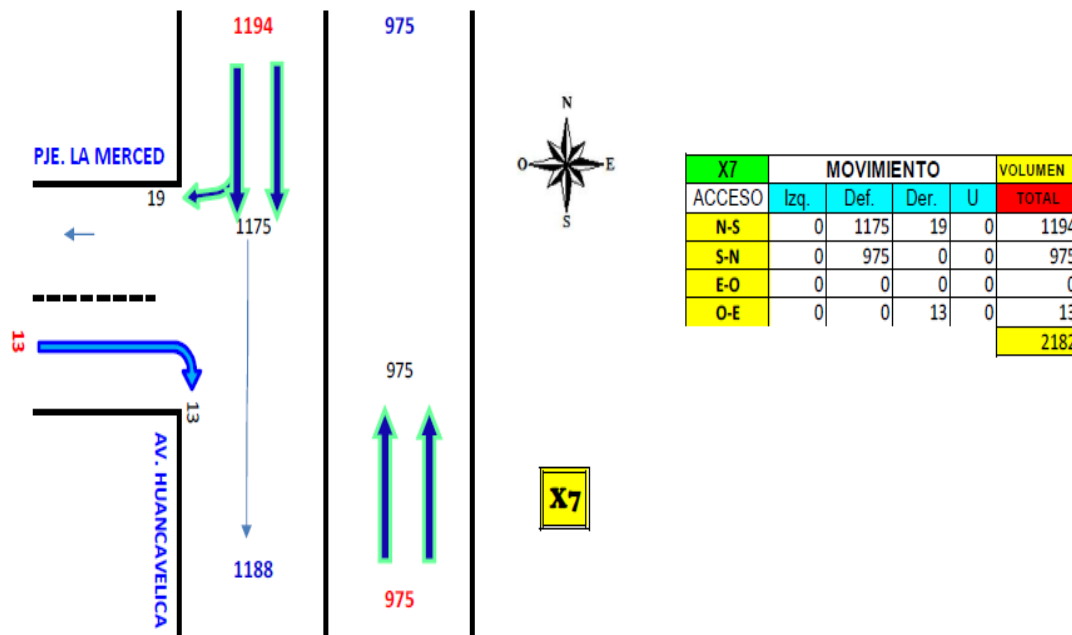 1194
975
N
O
E
S
PJE. LA MERCED
19
1175
13
13
975
AV. HUANCAVELICA
1188
975
X7
X7 MOVIMIENTO VOLUMEN
ACCESO Izq. Def. Der. U TOTAL
N-S 0 1175 19 0 1194
S-N 0 975 0 0 975
E-O 0 0 0 0 0
O-E 0 0 13 0 13
2182